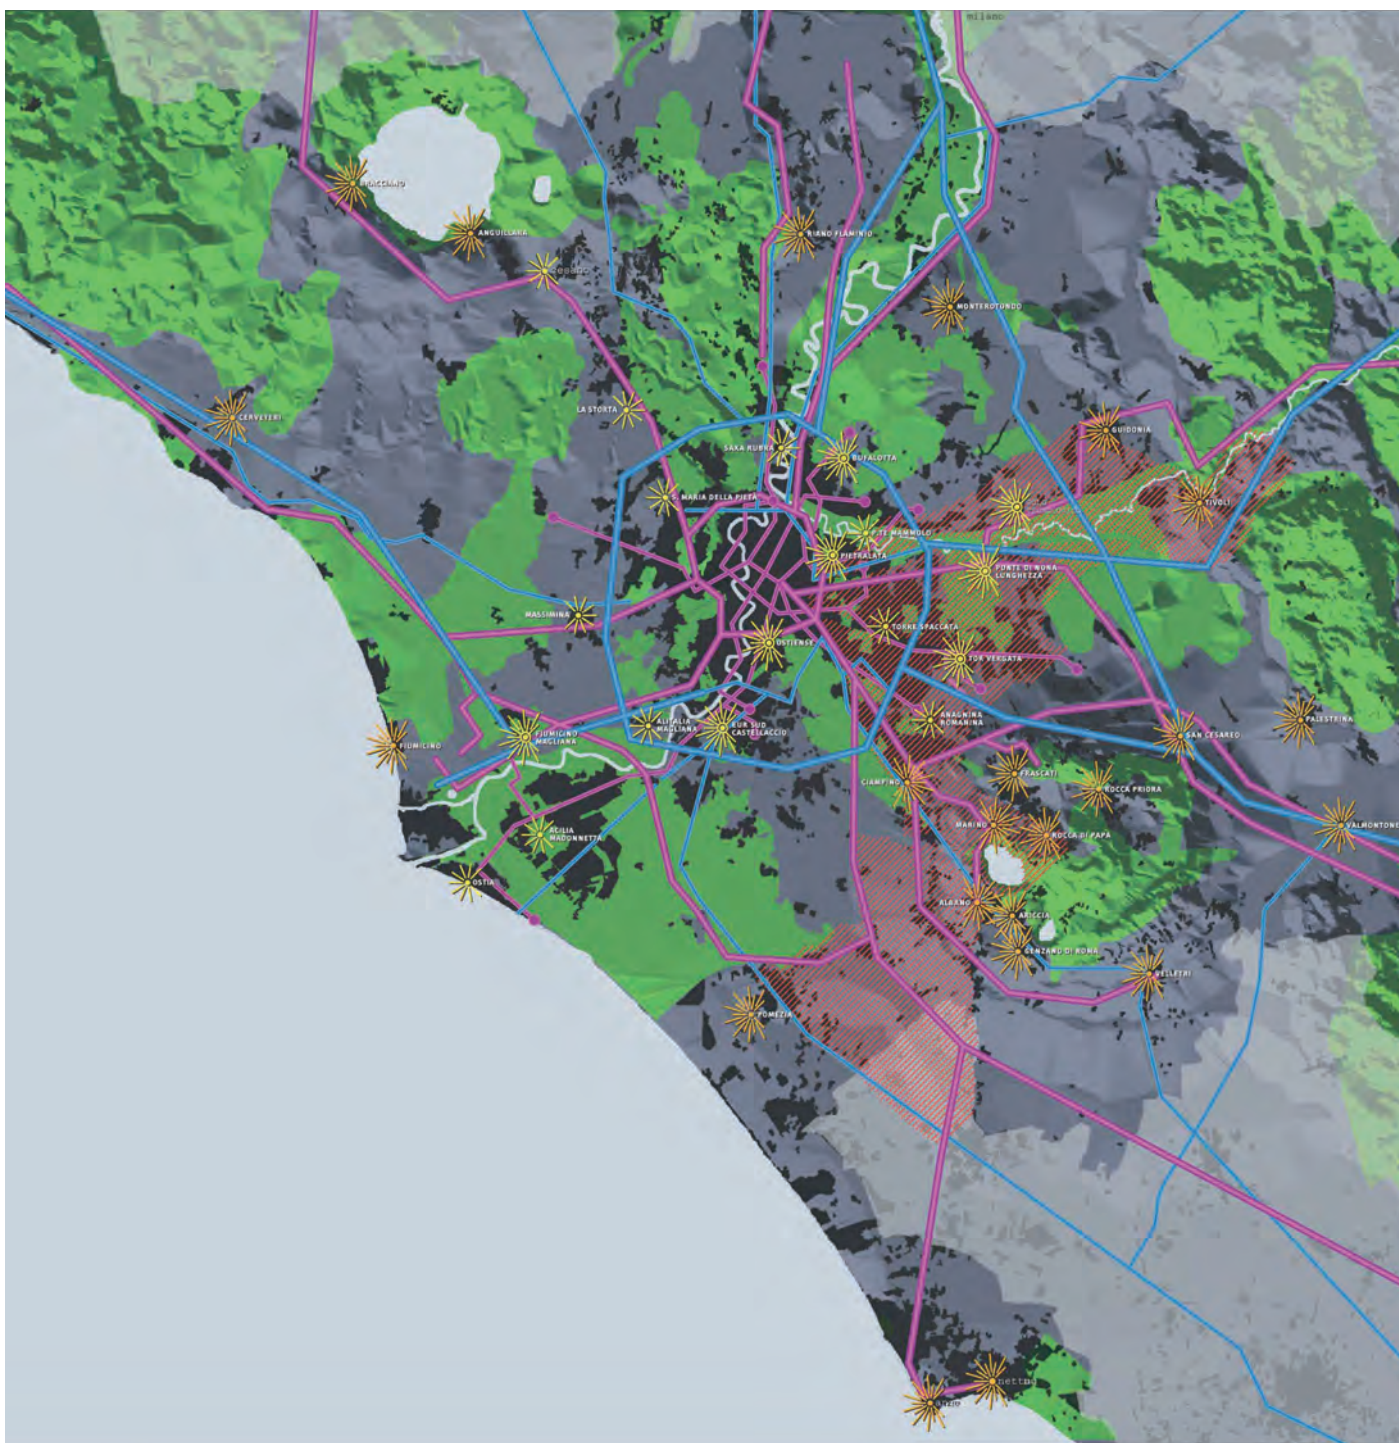 milano
BRACCIANO
ANGUILLARA
RIANO FLAMINIO
MONTEROTONDO
CERVETERI
LA STORTA
GUIDONIA
SAXA RUBRA
BUFALOTTA
S. MARIA DELLA PIETÀ
TIVOLI
P.TE MAMMOLO
PIETRALATA
PONTE DI NONA
LUNGHEZZA
MASSIMINA
TORRE SPACCATA
OSTIENSE
TOR VERGATA
ALITALIA
MAGLIANA
EUR SUD
CASTELLACCIO
ANAGNINA
ROMANINA
PALESTRINA
FIUMICINO
FIUMICINO
MAGLIANA
SAN CESAREO
CIAMPINO
FRASCATI
ROCCA PRIORA
MARINO
ROCCA DI PAPA
VALMONTONE
ACILIA
MADONNETTA
OSTIA
ALBANO
ARICCIA
GENZANO DI ROMA
VELLETRI
POMEZIA